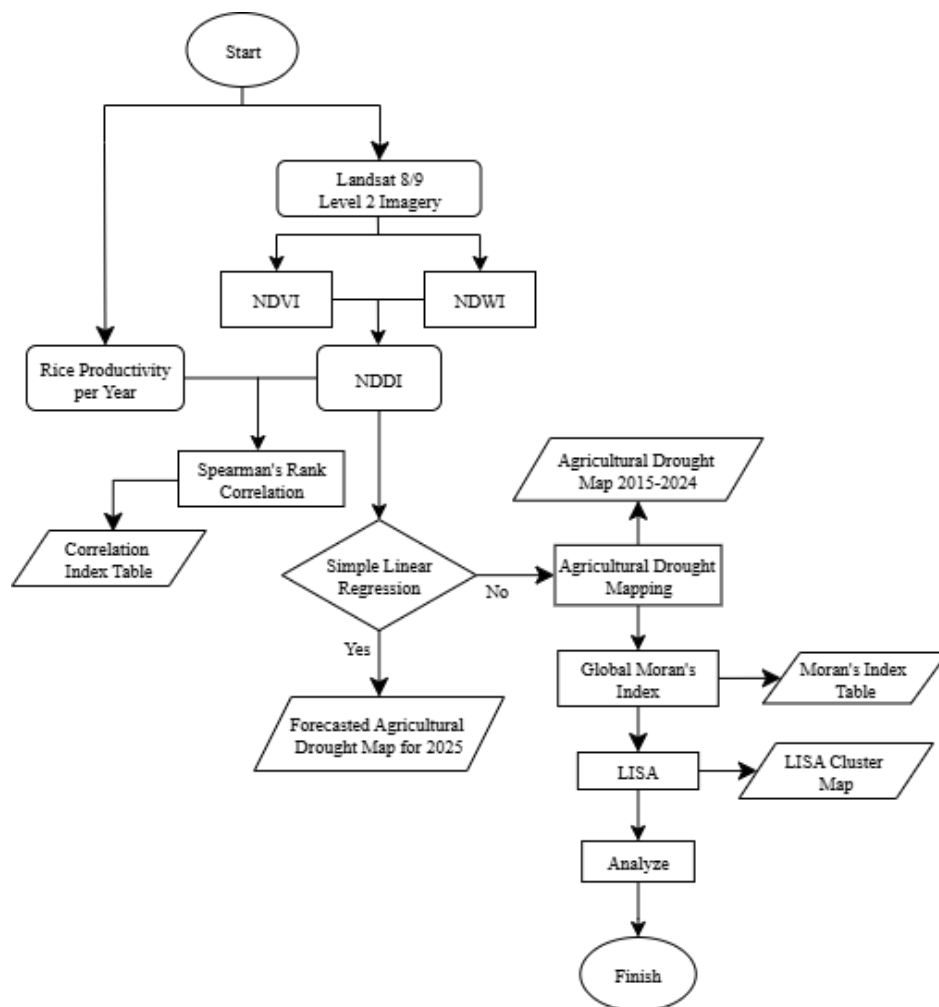 Start
Landsat 8/9
Level 2 Imagery
NDVI
NDWI
Rice Productivity
per Year
NDDI
Spearman's Rank
Correlation
Agricultural Drought
Map 2015-2024
Correlation
Index Table
Simple Linear
Regression
No
Agricultural Drought
Mapping
Yes
Global Moran's
Index
Moran's Index
Table
Forecasted Agricultural
Drought Map for 2025
LISA
LISA Cluster
Map
Analyze
Finish